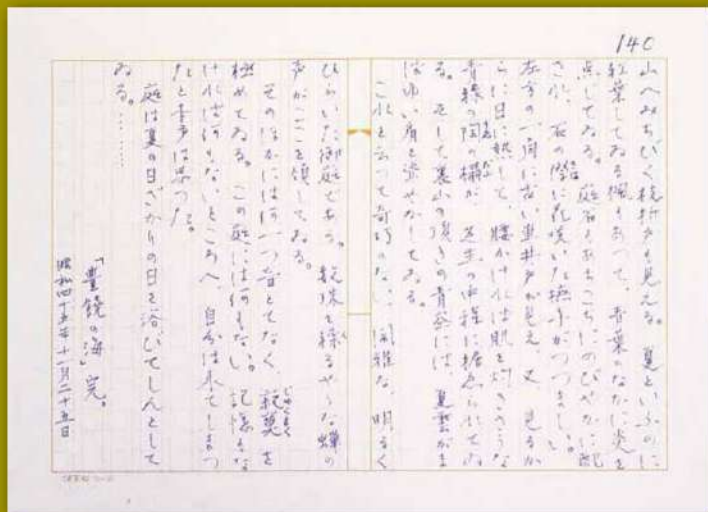 140
山へみちびく枝折戸も見える。夏といふのに
紅葉してゐる楓もあつて、青葉のなかに炎を
点じてゐる。庭石もあちこちにのびやかに配
され、石の際に花咲いた撫子がつつましい。
左方の一角に古い車井戸が見え、又、見るか
らに日に熱して、腰かければ肌を灼きさうな
青緑の陶の榻が、芝生の中程に据ゑられてゐ
る。そして裏山の頂きの青空には、夏雲がま
ばゆい肩を聳やかしてゐる。
これと云つて奇巧のない、閑雅な、明るく
ひらいた御庭である。数珠を繰るやうな蝉の
声がここを領してゐる。
そのほかには何一つ音とてなく、寂寞を
じやくまく
極めてゐる。この庭には何もない。記憶もな
ければ何もないところへ、自分は来てしまつ
たと本多は思つた。
庭は夏の日ざかりの日を浴びてしんとして
ゐる。……
「豊饒の海」完。
昭和四十五年十一月二十五日